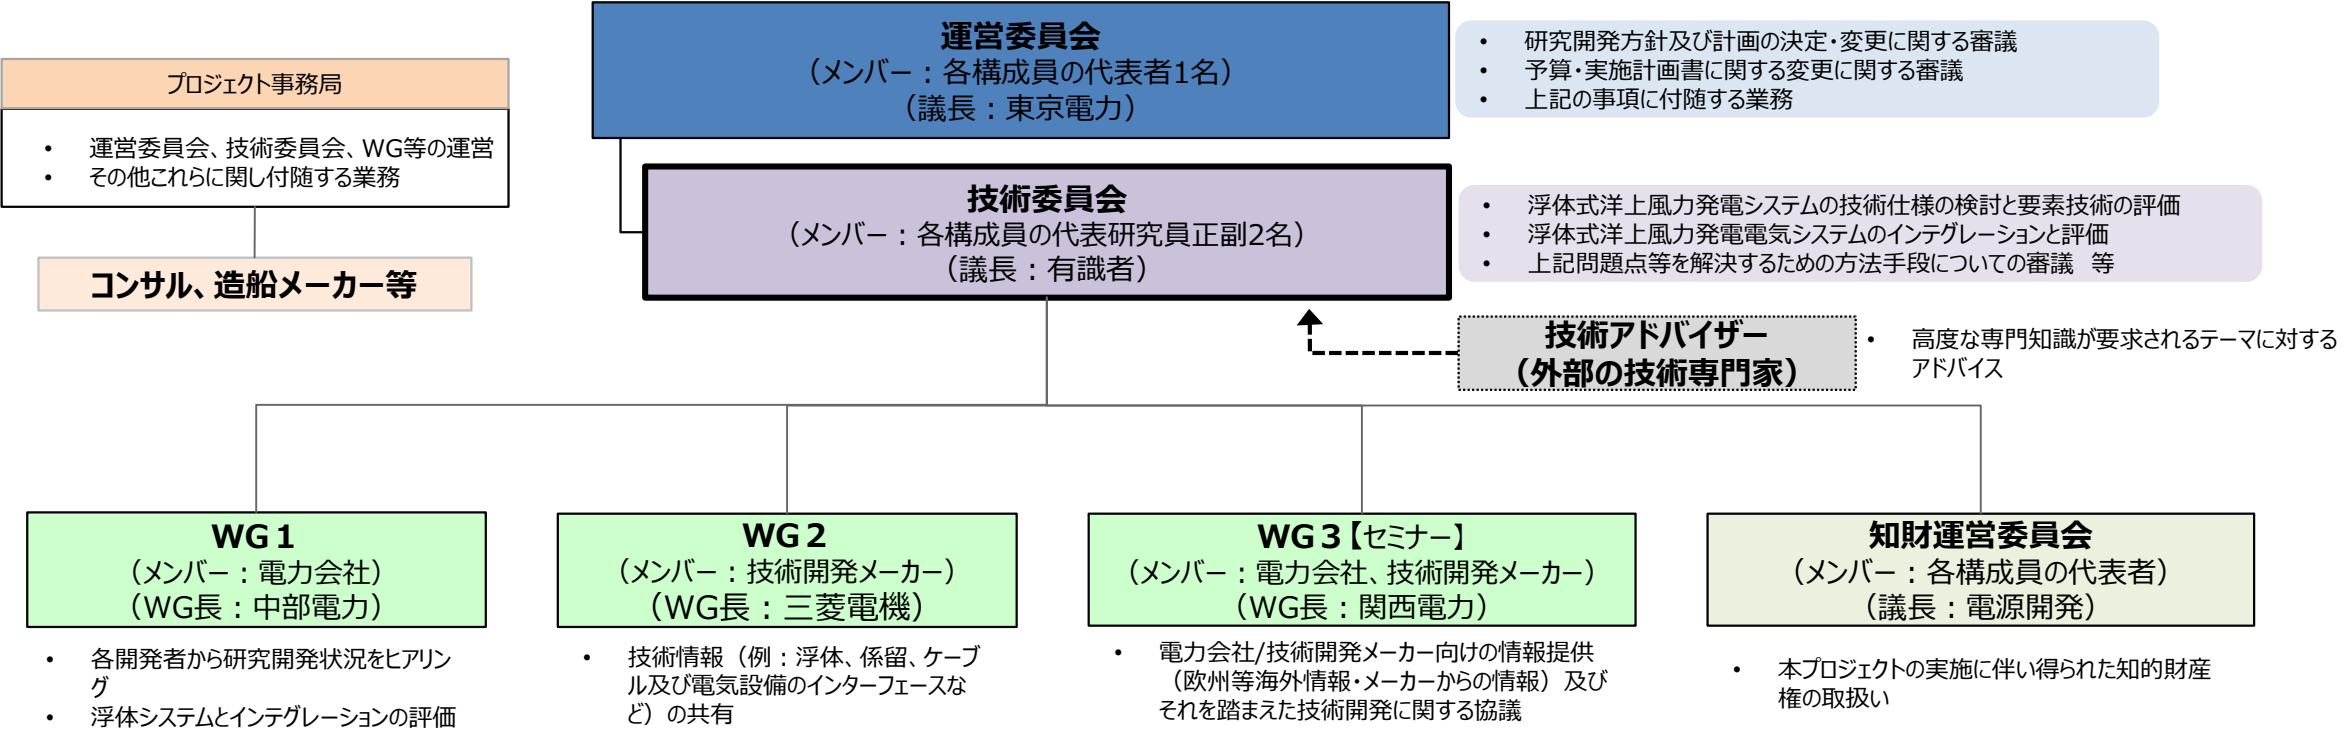 運営委員会
（メンバー：各構成員の代表者1名）
（議長：東京電力）
• 研究開発方針及び計画の決定・変更に関する審議
• 予算・実施計画書に関する変更に関する審議
• 上記の事項に付随する業務
プロジェクト事務局
• 運営委員会、技術委員会、WG等の運営
• その他これらに関し付随する業務
コンサル、造船メーカー等
技術委員会
（メンバー：各構成員の代表研究員正副2名）
（議長：有識者）
• 浮体式洋上風力発電システムの技術仕様の検討と要素技術の評価
• 浮体式洋上風力発電電気システムのインテグレーションと評価
• 上記問題点等を解決するための方法手段についての審議　等
技術アドバイザー
（外部の技術専門家）
• 高度な専門知識が要求されるテーマに対する
アドバイス
WG１
（メンバー：電力会社）
（WG長：中部電力）
• 各開発者から研究開発状況をヒアリン
グ
• 浮体システムとインテグレーションの評価
WG２
（メンバー：技術開発メーカー）
（WG長：三菱電機）
• 技術情報（例：浮体、係留、ケーブ
ル及び電気設備のインターフェースな
ど）の共有
WG３【セミナー】
（メンバー：電力会社、技術開発メーカー）
（WG長：関西電力）
• 電力会社/技術開発メーカー向けの情報提供
（欧州等海外情報・メーカーからの情報）及び
それを踏まえた技術開発に関する協議
知財運営委員会
（メンバー：各構成員の代表者）
（議長：電源開発）
• 本プロジェクトの実施に伴い得られた知的財産
権の取扱い